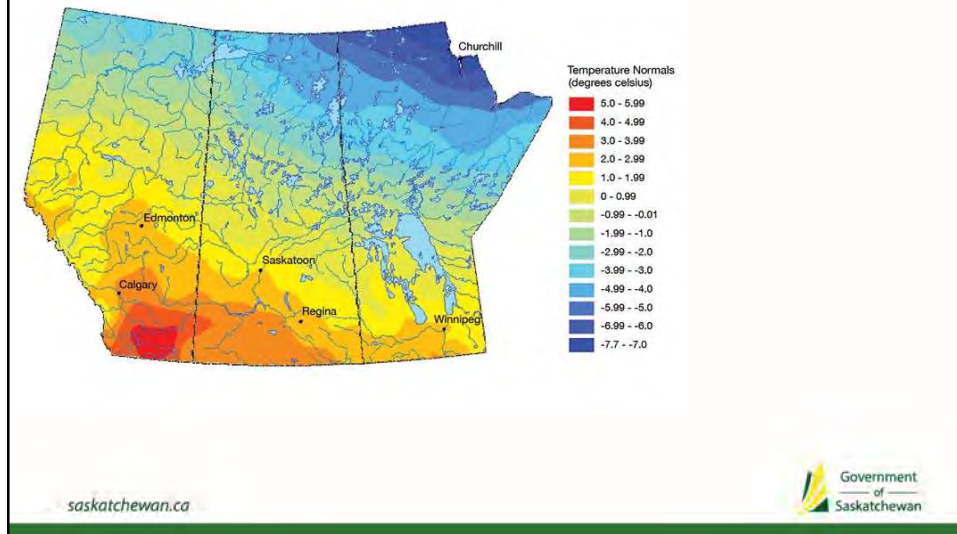 Churchill
Temperature Normals
(degrees celsius)
5.0 - 5.99
4.0 - 4.99
3.0 - 3.99
2.0 - 2.99
1.0 - 1.99
0 - 0.99
-0.99 - -0.01
-1.99 - -1.0
-2.99 - -2.0
-3.99 - -3.0
-4.99 - -4.0
-5.99 - -5.0
-6.99 - -6.0
-7.7 - -7.0
Edmonton
Saskatoon
Calgary
Regina
Winnipeg
saskatchewan.ca
Government
of
Saskatchewan